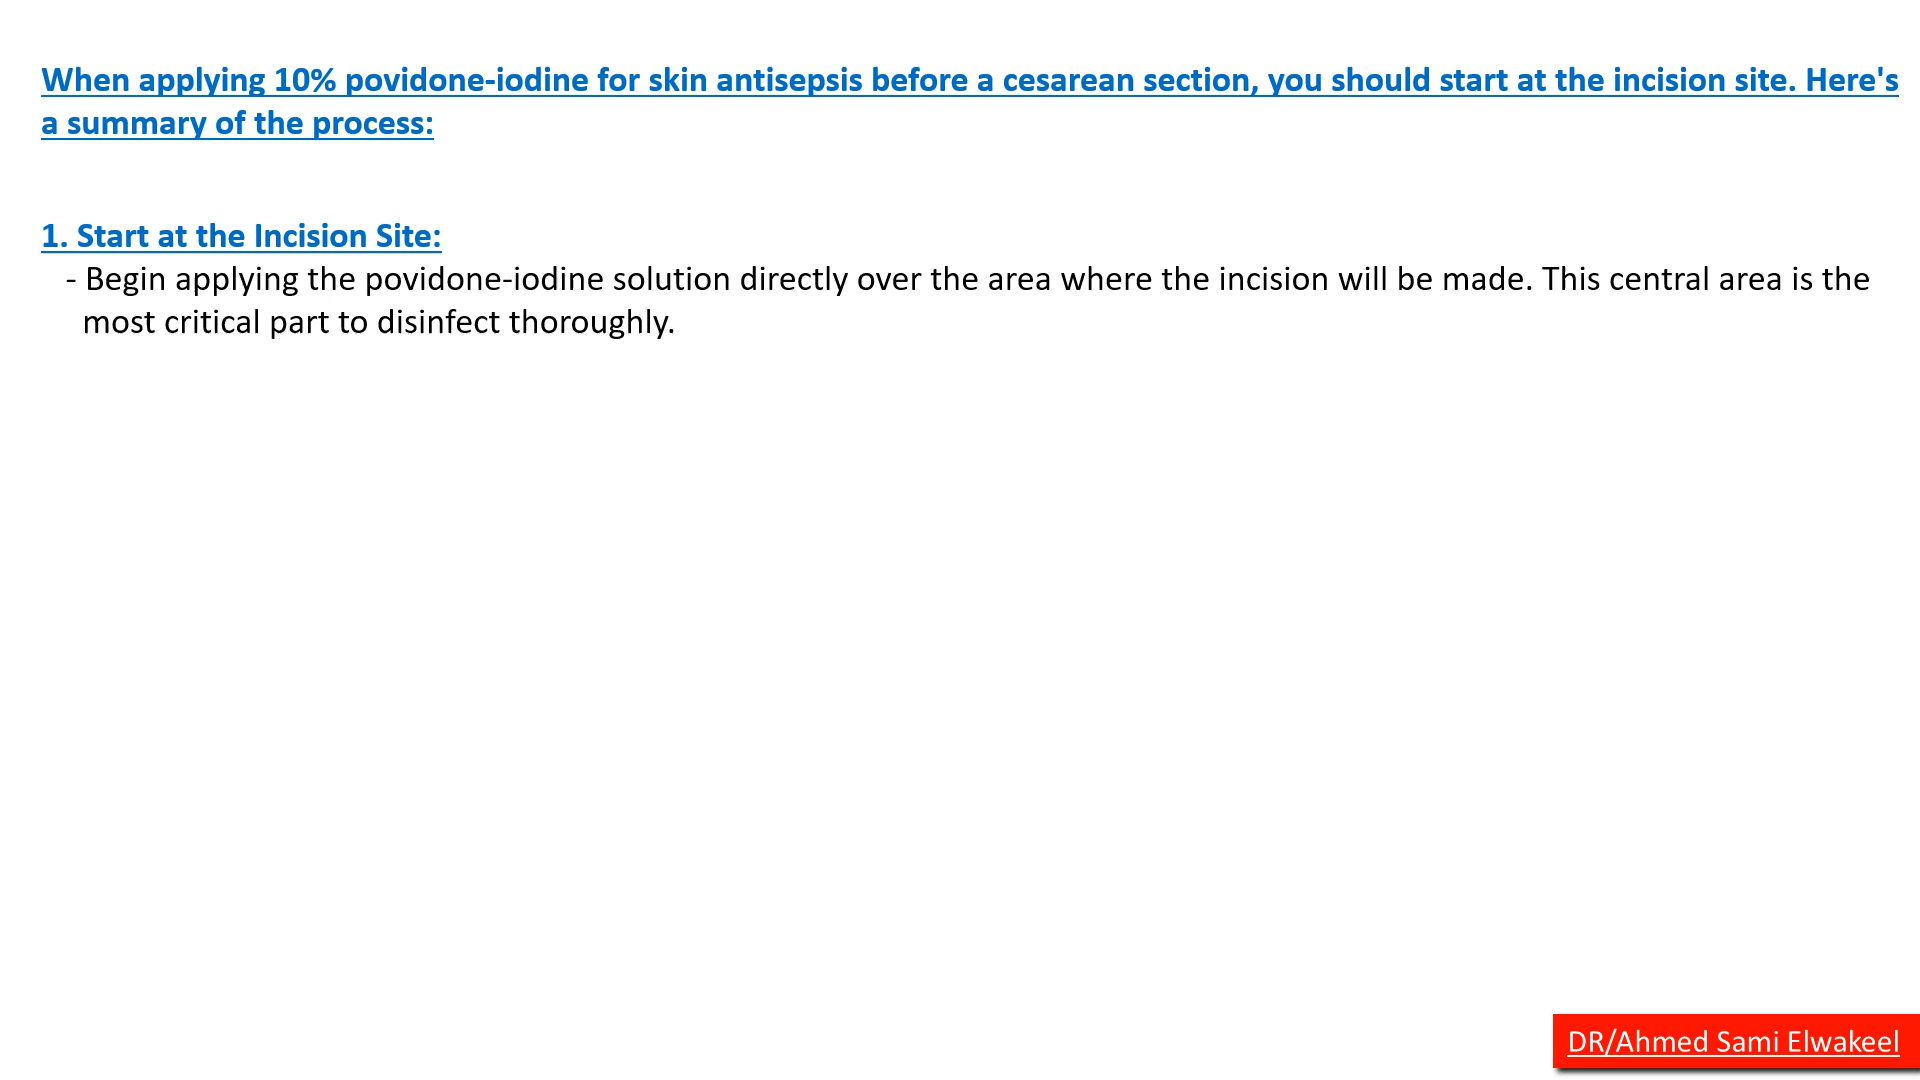 When applying 10% povidone-iodine for skin antisepsis before a cesarean section, you should start at the incision site. Here's
a summary of the process:
1. Start at the Incision Site:
- Begin applying the povidone-iodine solution directly over the area where the incision will be made. This central area is the
most critical part to disinfect thoroughly.
DR/Ahmed Sami Elwakeel